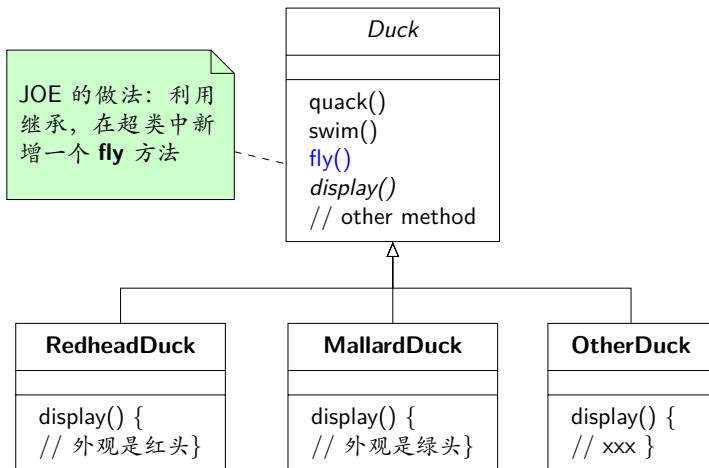 Duck
JOE 的做法：利用
继承，在超类中新
增一个 fly 方法
quack()
swim()
fly()
display()
// other method
RedheadDuck
display() {
// 外观是红头}
MallardDuck
display() {
// 外观是绿头}
OtherDuck
display() {
// xxx }